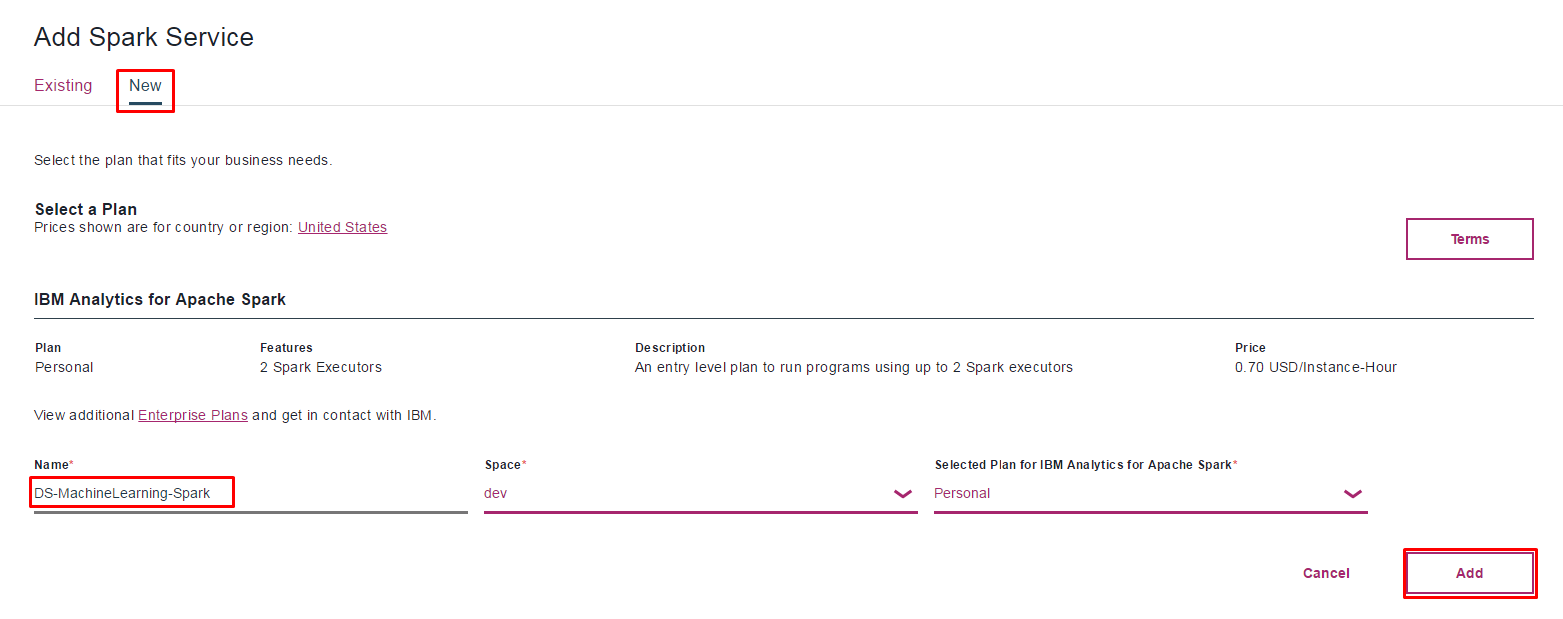 Add Spark Service
Existing New
Select the plan that fits your business needs.
Select a Plan
Prices shown are for country or region: United States
Terms
IBM Analytics for Apache Spark
Plan Features Description Price
Personal 2 Spark Executors An entry level plan to run programs using up to 2 Spark executors 0.70 USD/Instance-Hour
View additional Enterprise Plans and get in contact with IBM.
Name* Space* Selected Plan for IBM Analytics for Apache Spark*
DS-MachineLearning-Spark dev Personal
Cancel Add